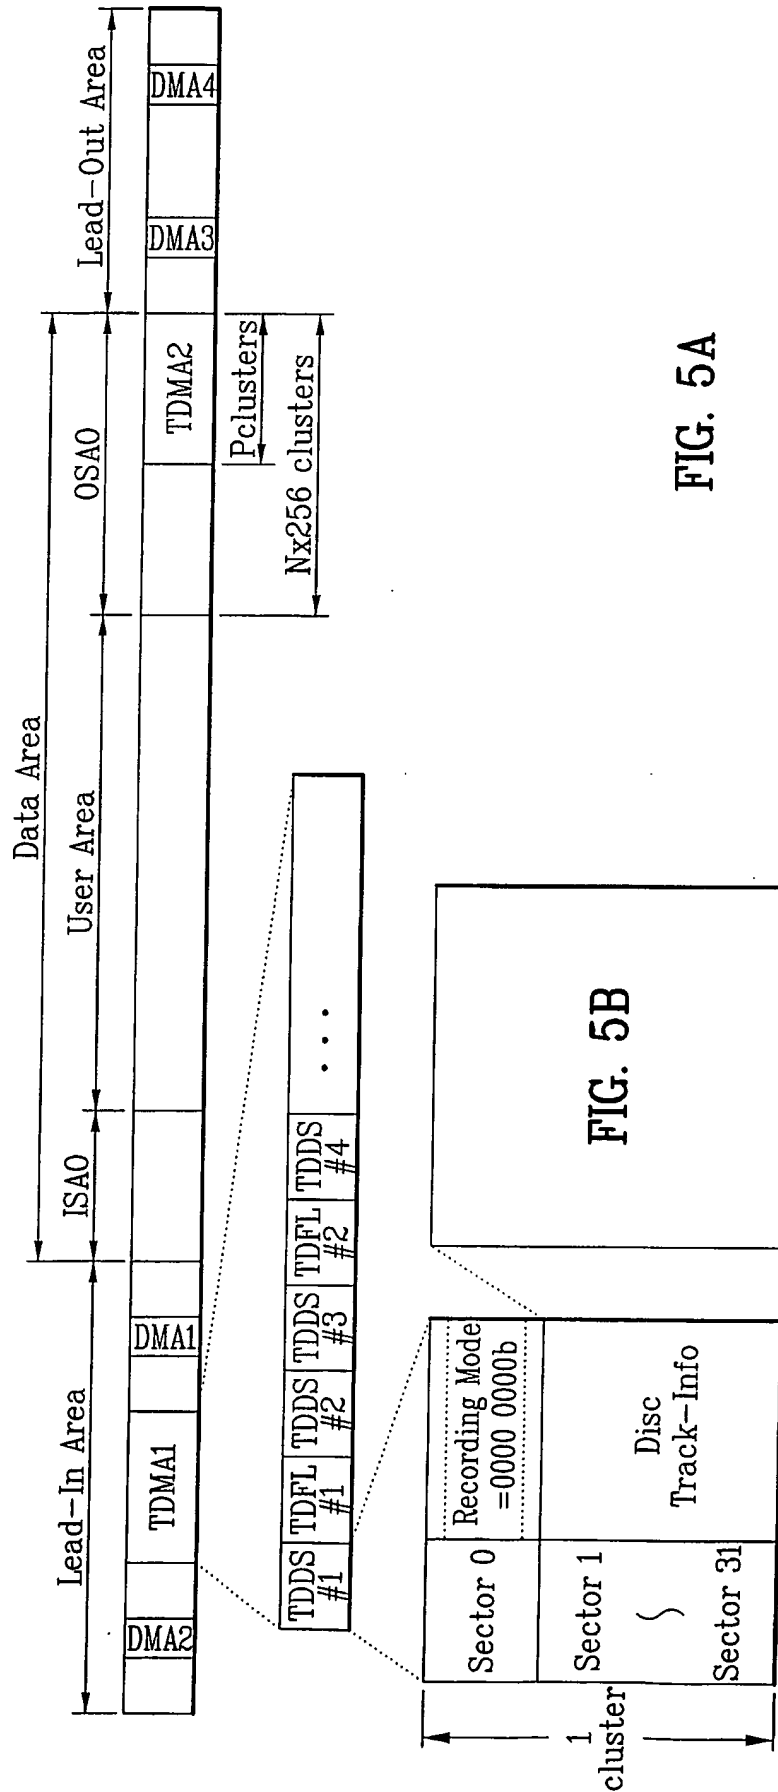 Data Area
Lead-In Area
ISA0
User Area
OSA0
Lead-Out Area
DMA2
TDMA1
DMA1
TDMA2
DMA3
DMA4
Pclusters
Nx256 clusters
TDDS
#1
TDFL
#1
TDDS
#2
TDDS
#3
TDFL
#2
TDDS
#4
...
1
cluster
Sector 0
Recording Mode
=0000 0000b
Sector 1
~
Sector 31
Disc
Track-Info
FIG. 5B
FIG. 5A